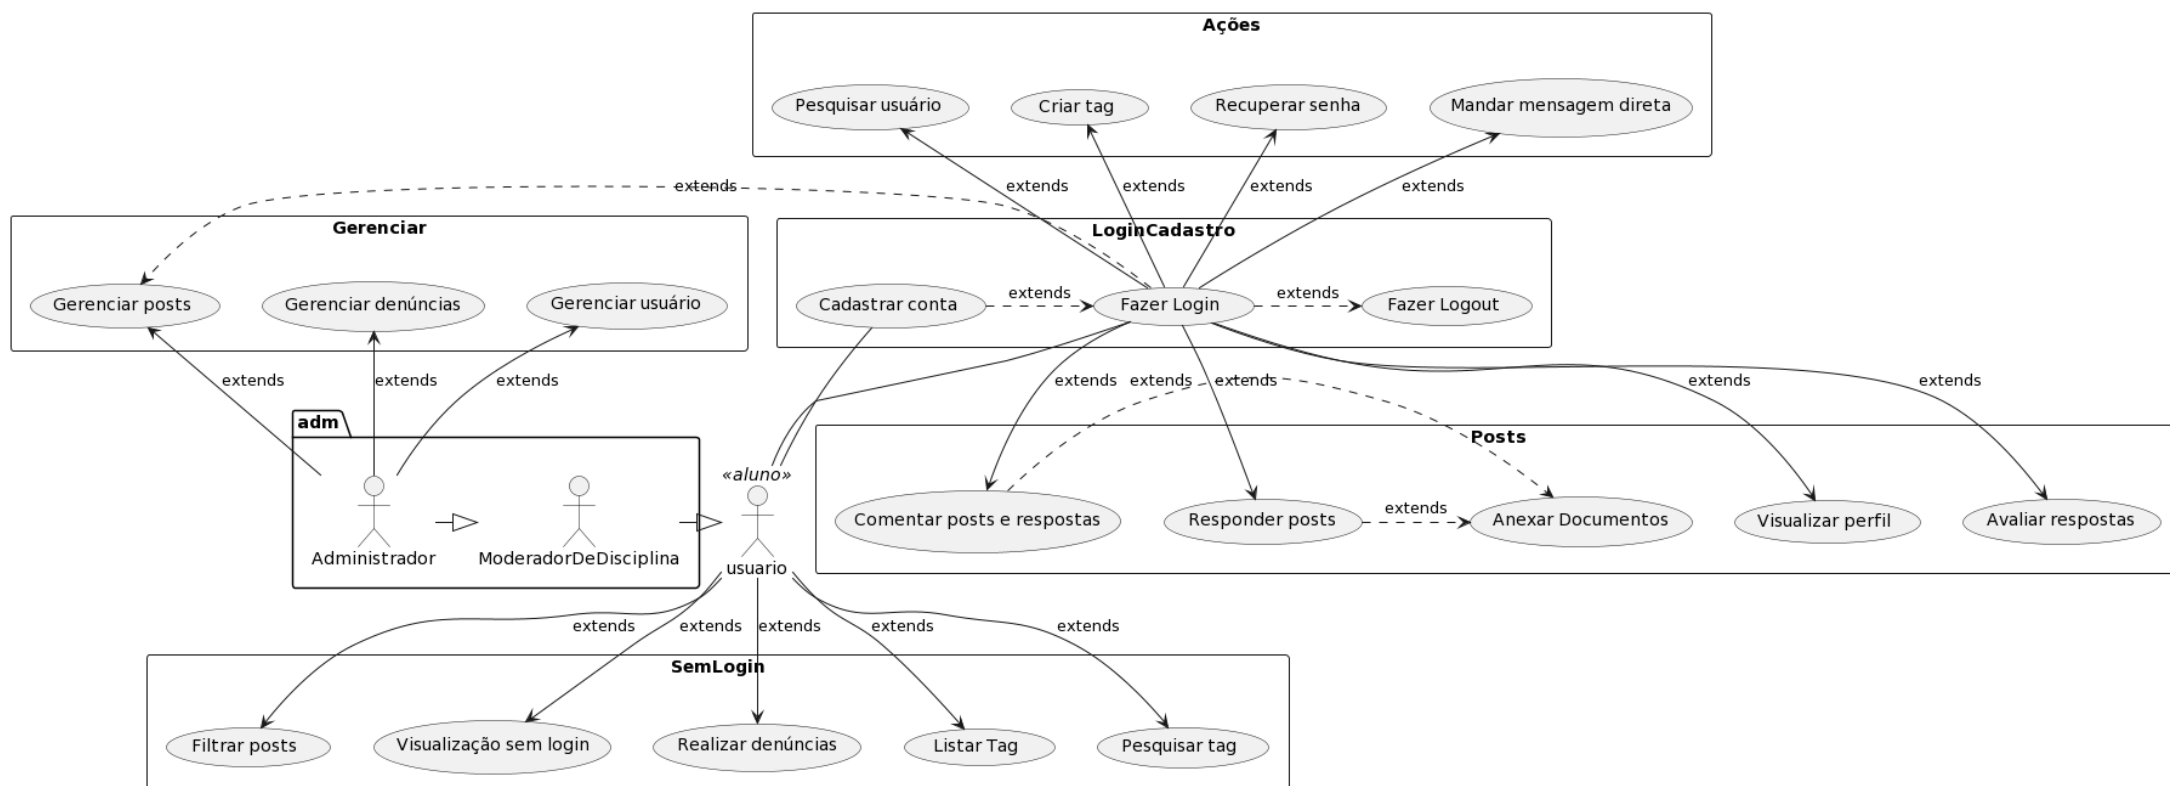 Ações
Pesquisar usuário
Criar tag
Recuperar senha
Mandar mensagem direta
extends
extends
extends
extends
extends
Gerenciar
LoginCadastro
Gerenciar posts
Gerenciar denúncias
Gerenciar usuário
Cadastrar conta
extends
Fazer Login
extends
Fazer Logout
extends
extends
extends
extends
extends
extends
extends
extends
adm
Posts
«aluno»
Administrador
ModeradorDeDisciplina
usuario
Comentar posts e respostas
Responder posts
extends
Anexar Documentos
Visualizar perfil
Avaliar respostas
extends
extends
extends
extends
extends
SemLogin
Filtrar posts
Visualização sem login
Realizar denúncias
Listar Tag
Pesquisar tag